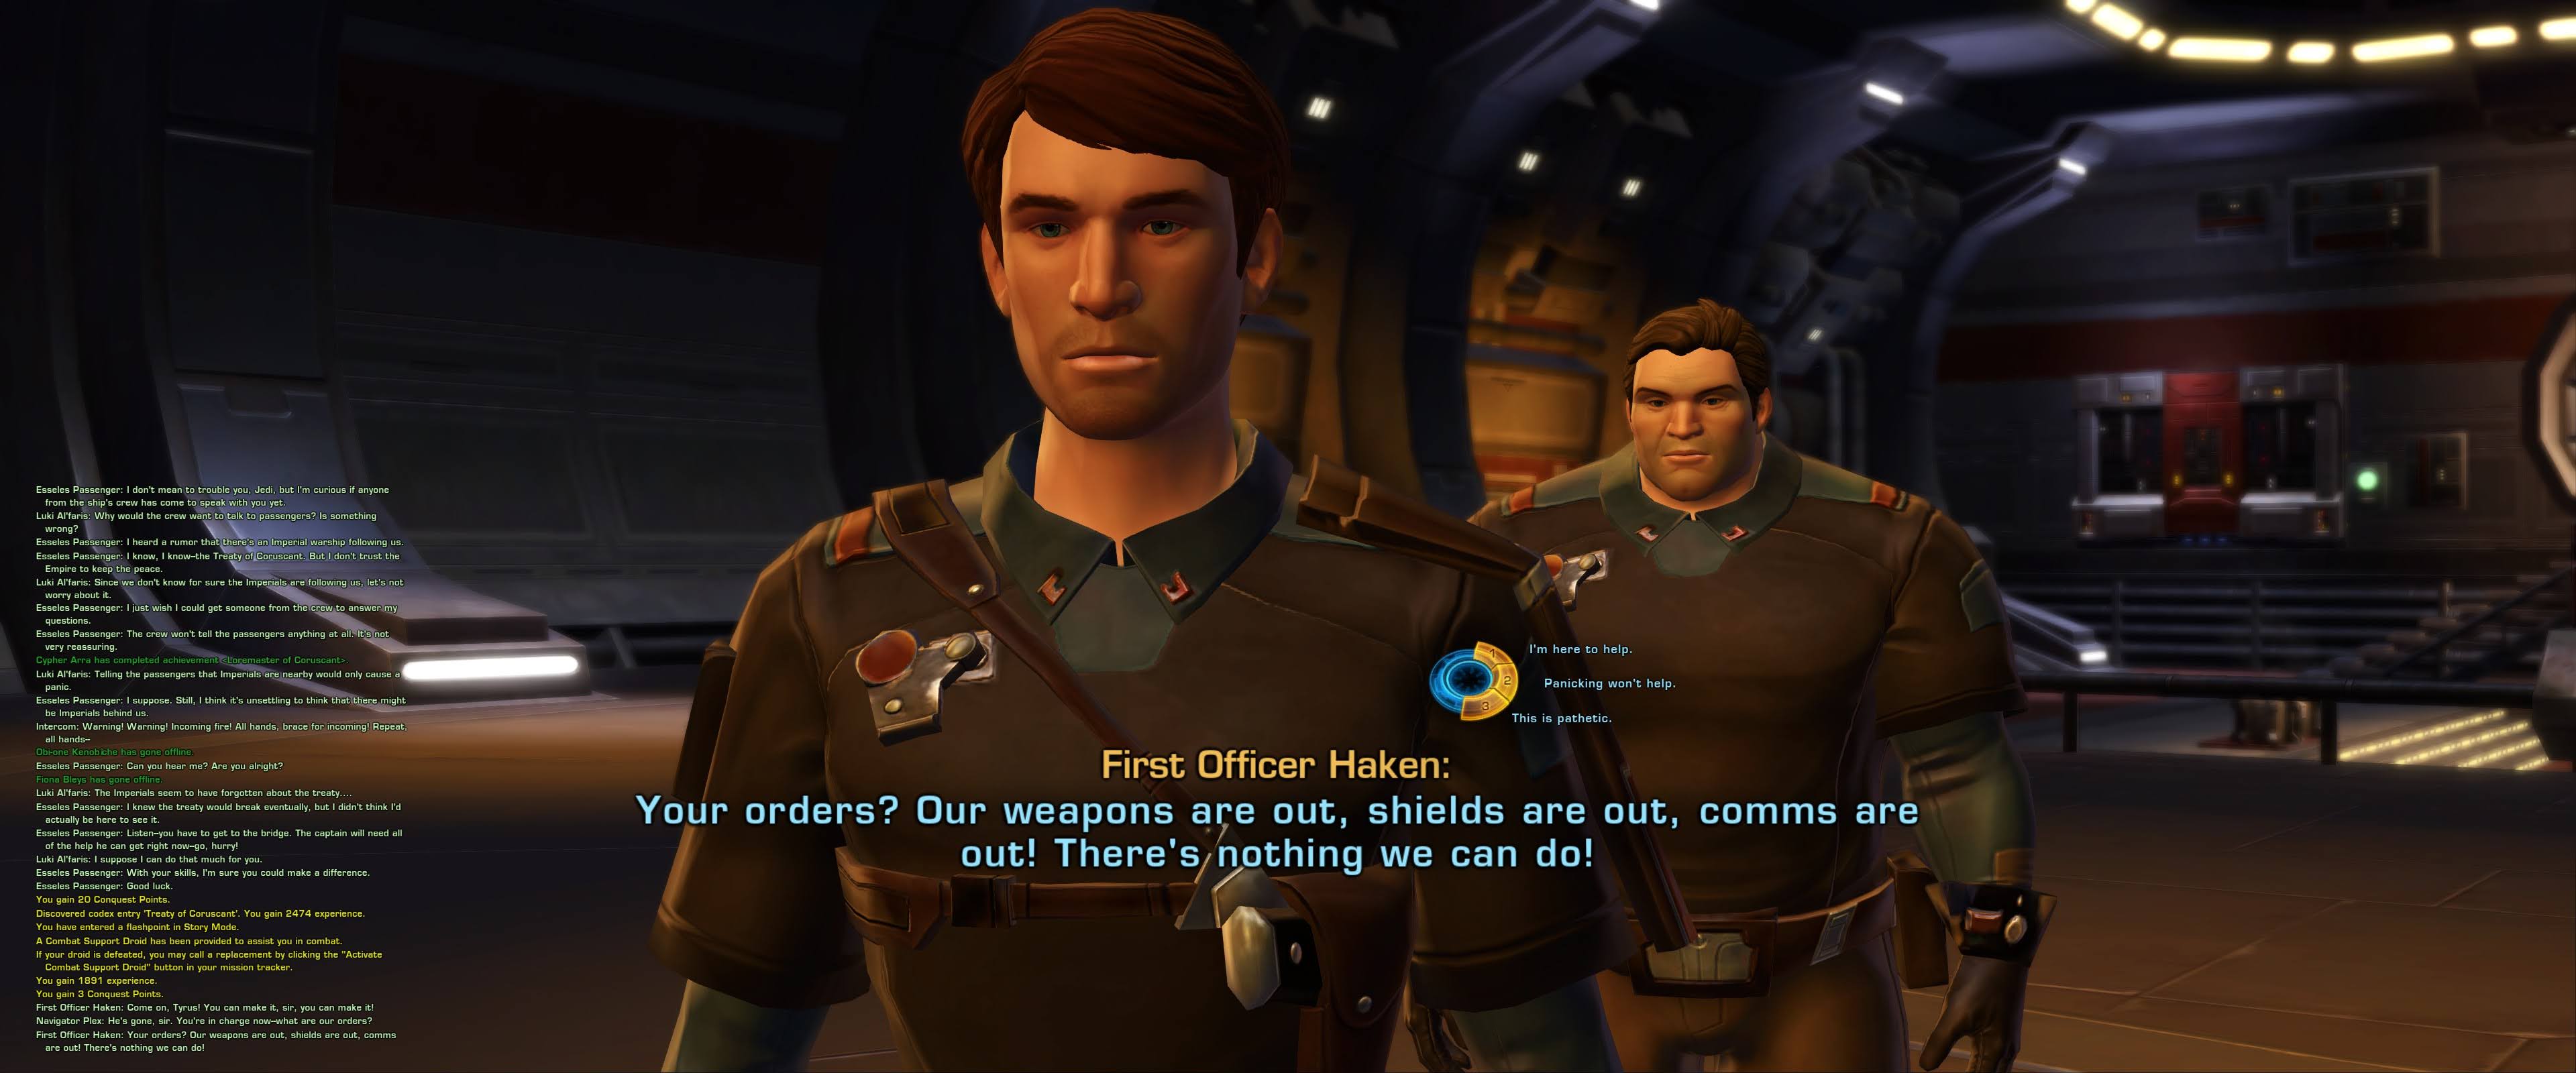 Esseles Passenger: I don't mean to trouble you, Jedi, but I'm curious if anyone
from the ship's crew has come to speak with you yet.
Luki Al'faris: Why would the crew want to talk to passengers? Is something
wrong?
Esseles Passenger: I heard a rumor that there's an Imperial warship following us.
Esseles Passenger: I know, I know—the Treaty of Coruscant. But I don't trust the
Empire to keep the peace.
Luki Al'faris: Since we don't know for sure the Imperials are following us, let's not
worry about it.
Esseles Passenger: I just wish I could get someone from the crew to answer my
questions.
Esseles Passenger: The crew won't tell the passengers anything at all. It's not
very reassuring.
Cypher Arra has completed achievement <Loremaster of Coruscant>.
Luki Al'faris: Telling the passengers that Imperials are nearby would only cause a
panic.
Esseles Passenger: I suppose. Still, I think it's unsettling to think that there might
be Imperials behind us.
Intercom: Warning! Warning! Incoming fire! All hands, brace for incoming! Repeat,
all hands—
Obi-one Kenobiche has gone offline.
Esseles Passenger: Can you hear me? Are you alright?
Fiona Bleys has gone offline.
Luki Al'faris: The Imperials seem to have forgotten about the treaty....
Esseles Passenger: I knew the treaty would break eventually, but I didn't think I'd
actually be here to see it.
Esseles Passenger: Listen—you have to get to the bridge. The captain will need all
of the help he can get right now—go, hurry!
Luki Al'faris: I suppose I can do that much for you.
Esseles Passenger: With your skills, I'm sure you could make a difference.
Esseles Passenger: Good luck.
You gain 20 Conquest Points.
Discovered codex entry 'Treaty of Coruscant'. You gain 2474 experience.
You have entered a flashpoint in Story Mode.
A Combat Support Droid has been provided to assist you in combat.
If your droid is defeated, you may call a replacement by clicking the "Activate
Combat Support Droid" button in your mission tracker.
You gain 1891 experience.
You gain 3 Conquest Points.
First Officer Haken: Come on, Tyrus! You can make it, sir, you can make it!
Navigator Plex: He's gone, sir. You're in charge now—what are our orders?
First Officer Haken: Your orders? Our weapons are out, shields are out, comms
are out! There's nothing we can do!
1 I'm here to help.
2 Panicking won't help.
3 This is pathetic.
First Officer Haken:
Your orders? Our weapons are out, shields are out, comms are
out! There's nothing we can do!